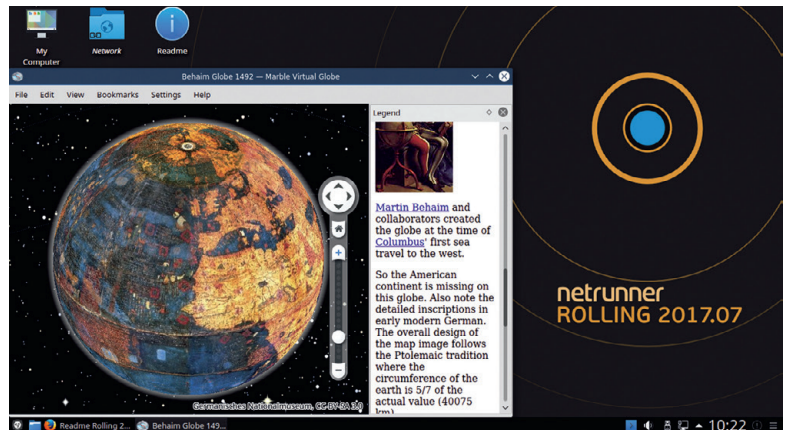 My
Computer
Network
Readme
Behaim Globe 1492 — Marble Virtual Globe
File Edit View Bookmarks Settings Help
Legend
Martin Behaim and
collaborators created
the globe at the time of
Columbus' first sea
travel to the west.
So the American
continent is missing on
this globe. Also note the
detailed inscriptions in
early modern German.
The overall design of
the map image follows
the Ptolemaic tradition
where the
circumference of the
earth is 5/7 of the
actual value (40075
km)
Germanisches Nationalmuseum, CC-BY-SA 3.0
netrunner
ROLLING 2017.07
Readme Rolling 2... Behaim Globe 149... 10:22